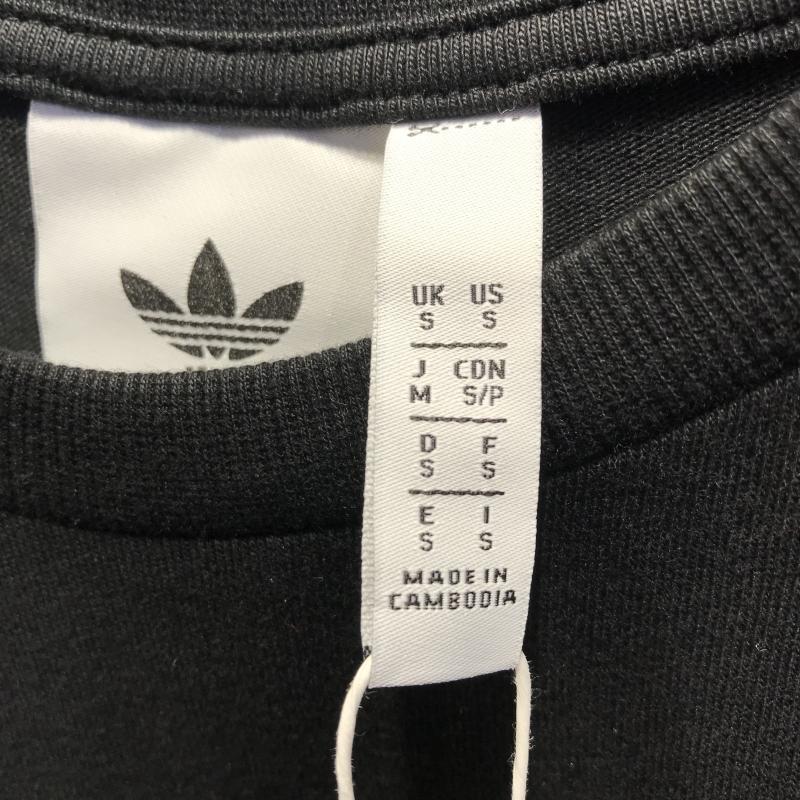 UK US
S S
J CDN
M S/P
D F
S S
E I
S S
MADE IN
CAMBODIA